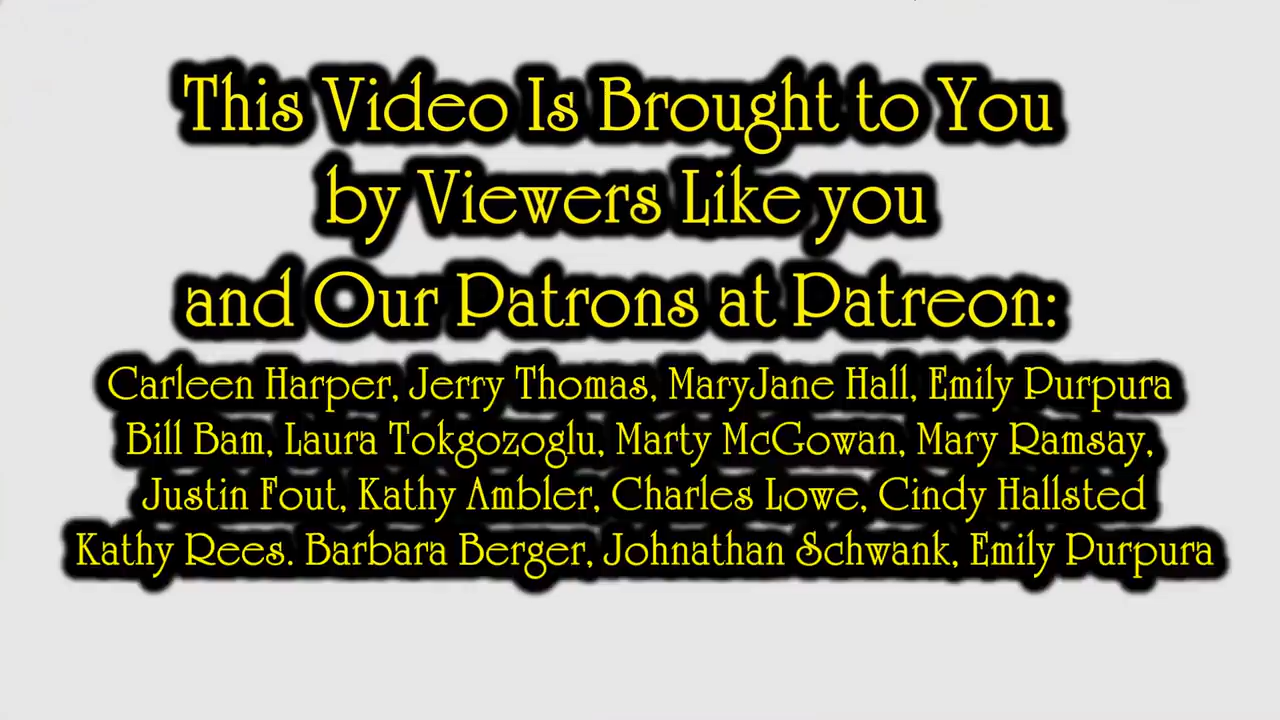 This Video Is Brought to You
by Viewers Like you
and Our Patrons at Patreon:
Carleen Harper, Jerry Thomas, MaryJane Hall, Emily Purpura
Bill Bam, Laura Tokgozoglu, Marty McGowan, Mary Ramsay,
Justin Fout, Kathy Ambler, Charles Lowe, Cindy Hallsted
Kathy Rees. Barbara Berger, Johnathan Schwank, Emily Purpura